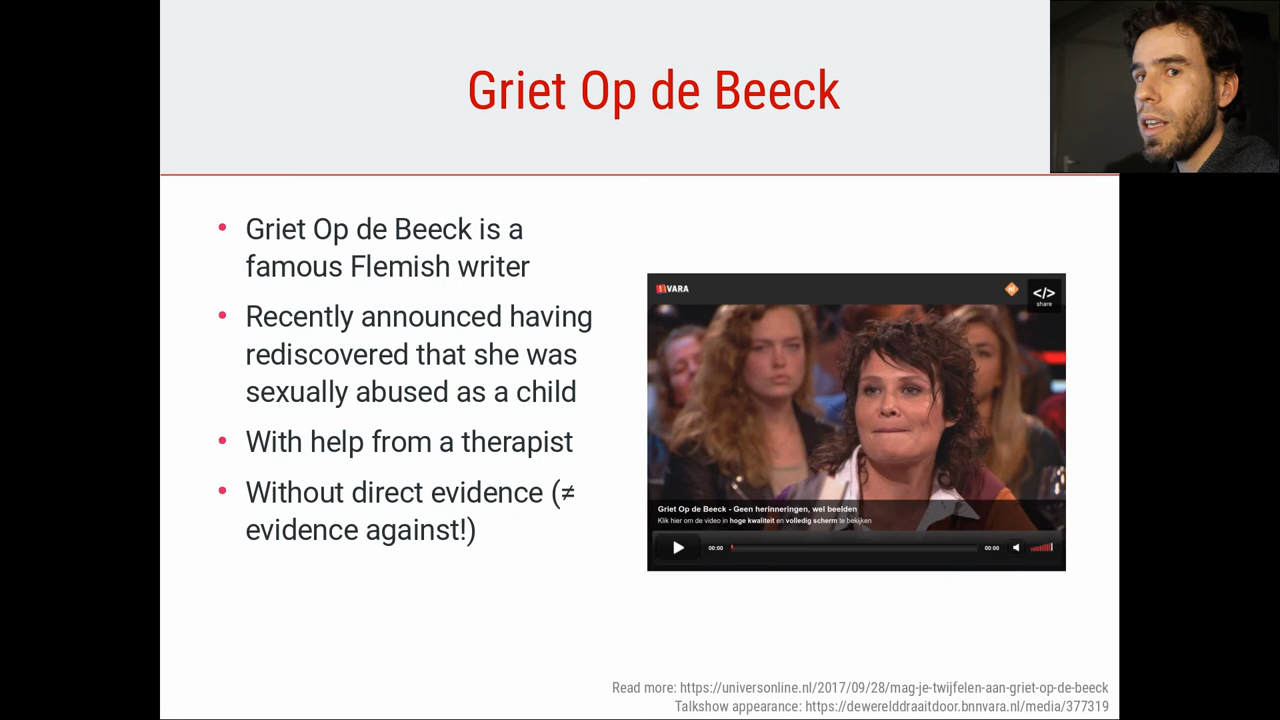 Griet Op de Beeck
• Griet Op de Beeck is a
famous Flemish writer
• Recently announced having
rediscovered that she was
sexually abused as a child
• With help from a therapist
• Without direct evidence (≠
evidence against!)
VARA
</>
share
Griet Op de Beeck - Geen herinneringen, wel beelden
Klik hier om de video in hoge kwaliteit en volledig scherm te bekijken
00:00
00:00
Read more: https://universonline.nl/2017/09/28/mag-je-twijfelen-aan-griet-op-de-beeck
Talkshow appearance: https://dewerelddraaitdoor.bnnvara.nl/media/377319